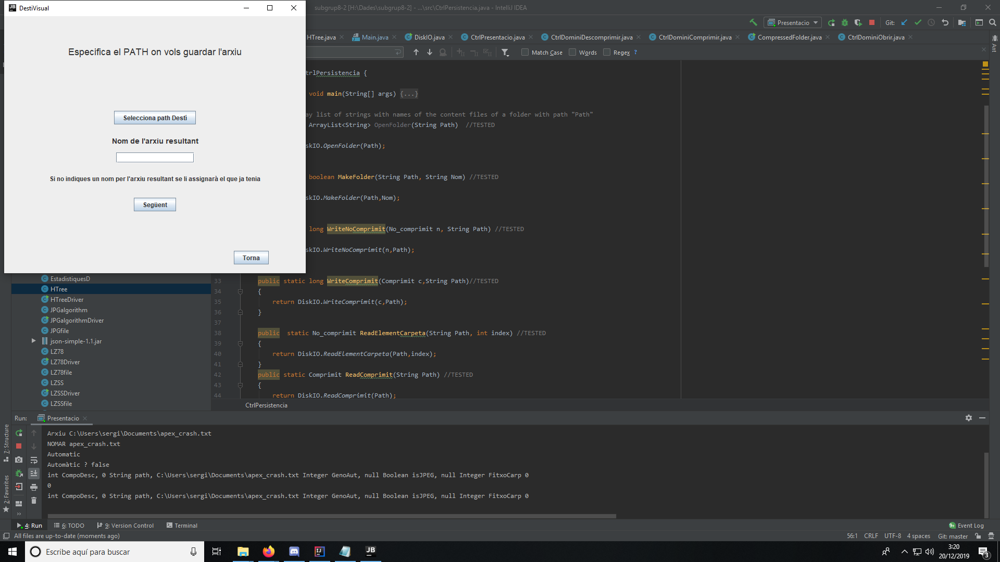 DestiVisual
subgrup8-2 [H:\Dades\subgrup8-2] - ...\src\CtrlPersistencia.java - IntelliJ IDEA
Especifica el PATH on vols guardar l'arxiu
Selecciona path Destí
Nom de l'arxiu resultant
Si no indiques un nom per l'arxiu resultant se li assignarà el que ja tenia
Següent
Torna
Presentacio
Git:
HTree.java
Main.java
DiskIO.java
CtrlPresentacio.java
CtrlDominiDescomprimir.java
CtrlDominiComprimir.java
CompressedFolder.java
CtrlDominiObrir.java
Match Case
Words
Regex
?
Ant
trlPersistencia {
void main(String[] args) {...}
ay list of strings with names of the content files of a folder with path "Path"
ArrayList<String> OpenFolder(String Path) //TESTED
skIO.OpenFolder(Path);
boolean MakeFolder(String Path, String Nom) //TESTED
skIO.MakeFolder(Path,Nom);
long WriteNoComprimit(No_comprimit n, String Path) //TESTED
skIO.WriteNoComprimit(n,Path);
33 public static long WriteComprimit(Comprimit c,String Path)//TESTED
34 {
35 return DiskIO.WriteComprimit(c,Path);
36 }
37
38 public static No_comprimit ReadElementCarpeta(String Path, int index) //TESTED
39 {
40 return DiskIO.ReadElementCarpeta(Path,index);
41 }
42 public static Comprimit ReadComprimit(String Path) //TESTED
43 {
44 return DiskIO.ReadComprimit(Path);
CtrlPersistencia
EstadistiquesD
HTree
HTreeDriver
JPGalgorithm
JPGalgorithmDriver
JPGfile
json-simple-1.1.jar
LZ78
LZ78Driver
LZ78file
LZSS
LZSSDriver
LZSSfile
Run:
Presentacio
7: Structure
2: Favorites
Arxiu C:\Users\sergi\Documents\apex_crash.txt
NOMAR apex_crash.txt
Automatic
Automàtic ? false
int CompoDesc, 0 String path, C:\Users\sergi\Documents\apex_crash.txt Integer GenoAut, null Boolean isJPEG, null Integer FitxoCarp 0
0
int CompoDesc, 0 String path, C:\Users\sergi\Documents\apex_crash.txt Integer GenoAut, null Boolean isJPEG, null Integer FitxoCarp 0
4: Run
6: TODO
9: Version Control
Terminal
9+ Event Log
All files are up-to-date (moments ago)
56:1 CRLF UTF-8 4 spaces Git: master
Escribe aquí para buscar
IJ
JB
3:20
20/12/2019
3